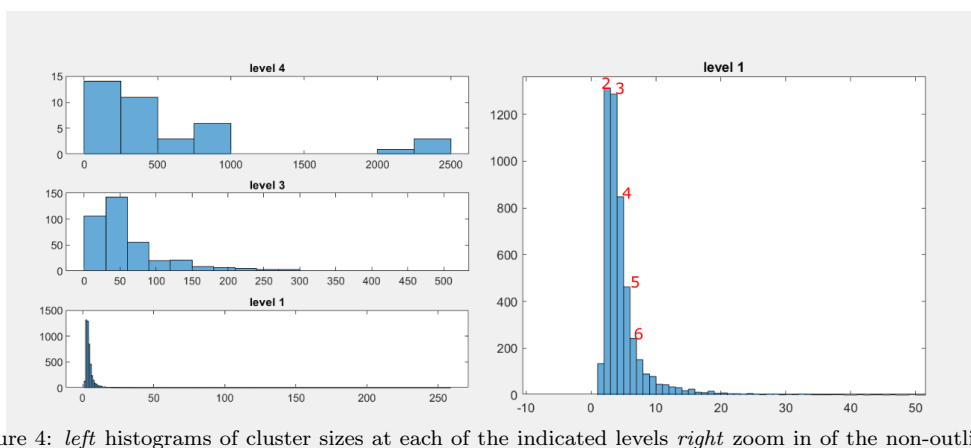 level 4
15
10
5
0
0 500 1000 1500 2000 2500
level 3
150
100
50
0
0 50 100 150 200 250 300 350 400 450 500
level 1
1500
1000
500
0
0 50 100 150 200 250
level 1
1200
1000
800
600
400
200
0
2 3
4
5
6
-10 0 10 20 30 40 50
ure 4: left histograms of cluster sizes at each of the indicated levels right zoom in of the non-outli